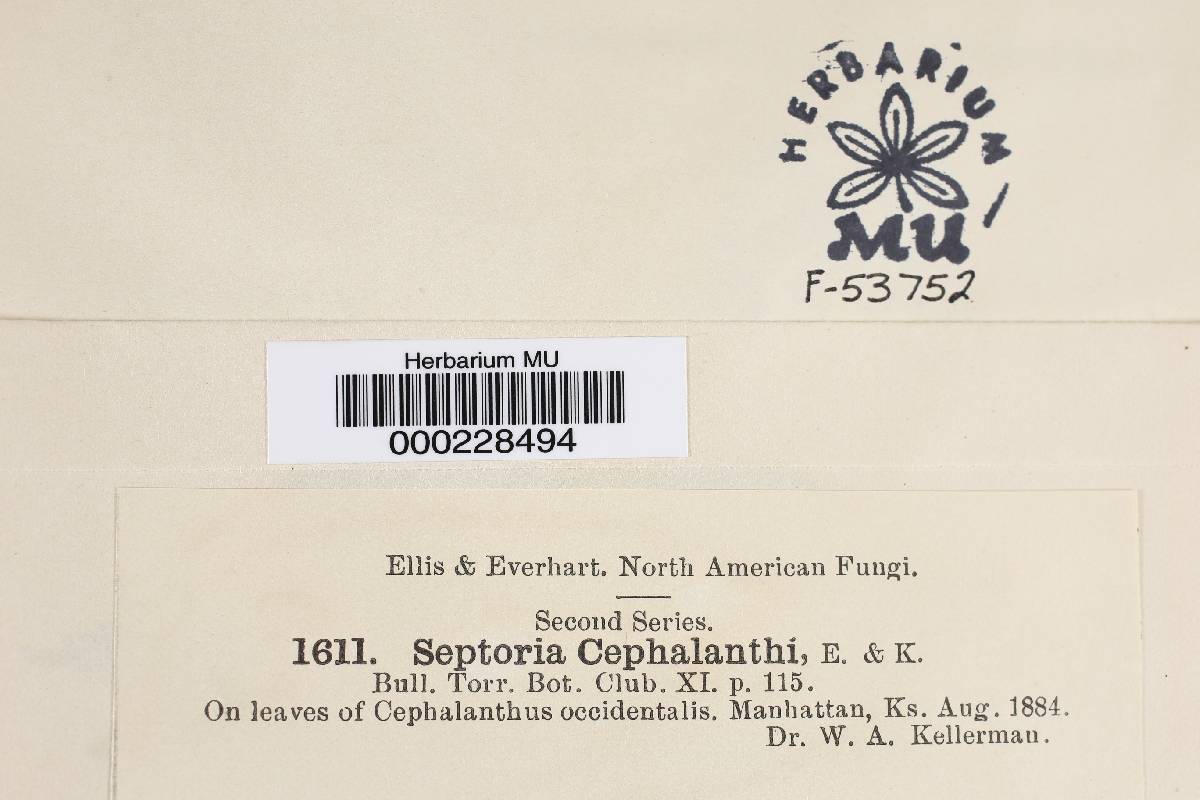 HERBARIUM
MU
F-53752
Herbarium MU
000228494
Ellis & Everhart. North American Fungi.
Second Series.
1611. Septoria Cephalanthi, E. & K.
Bull. Torr. Bot. Club. XI. p. 115.
On leaves of Cephalanthus occidentalis. Manhattan, Ks. Aug. 1884.
Dr. W. A. Kellerman.